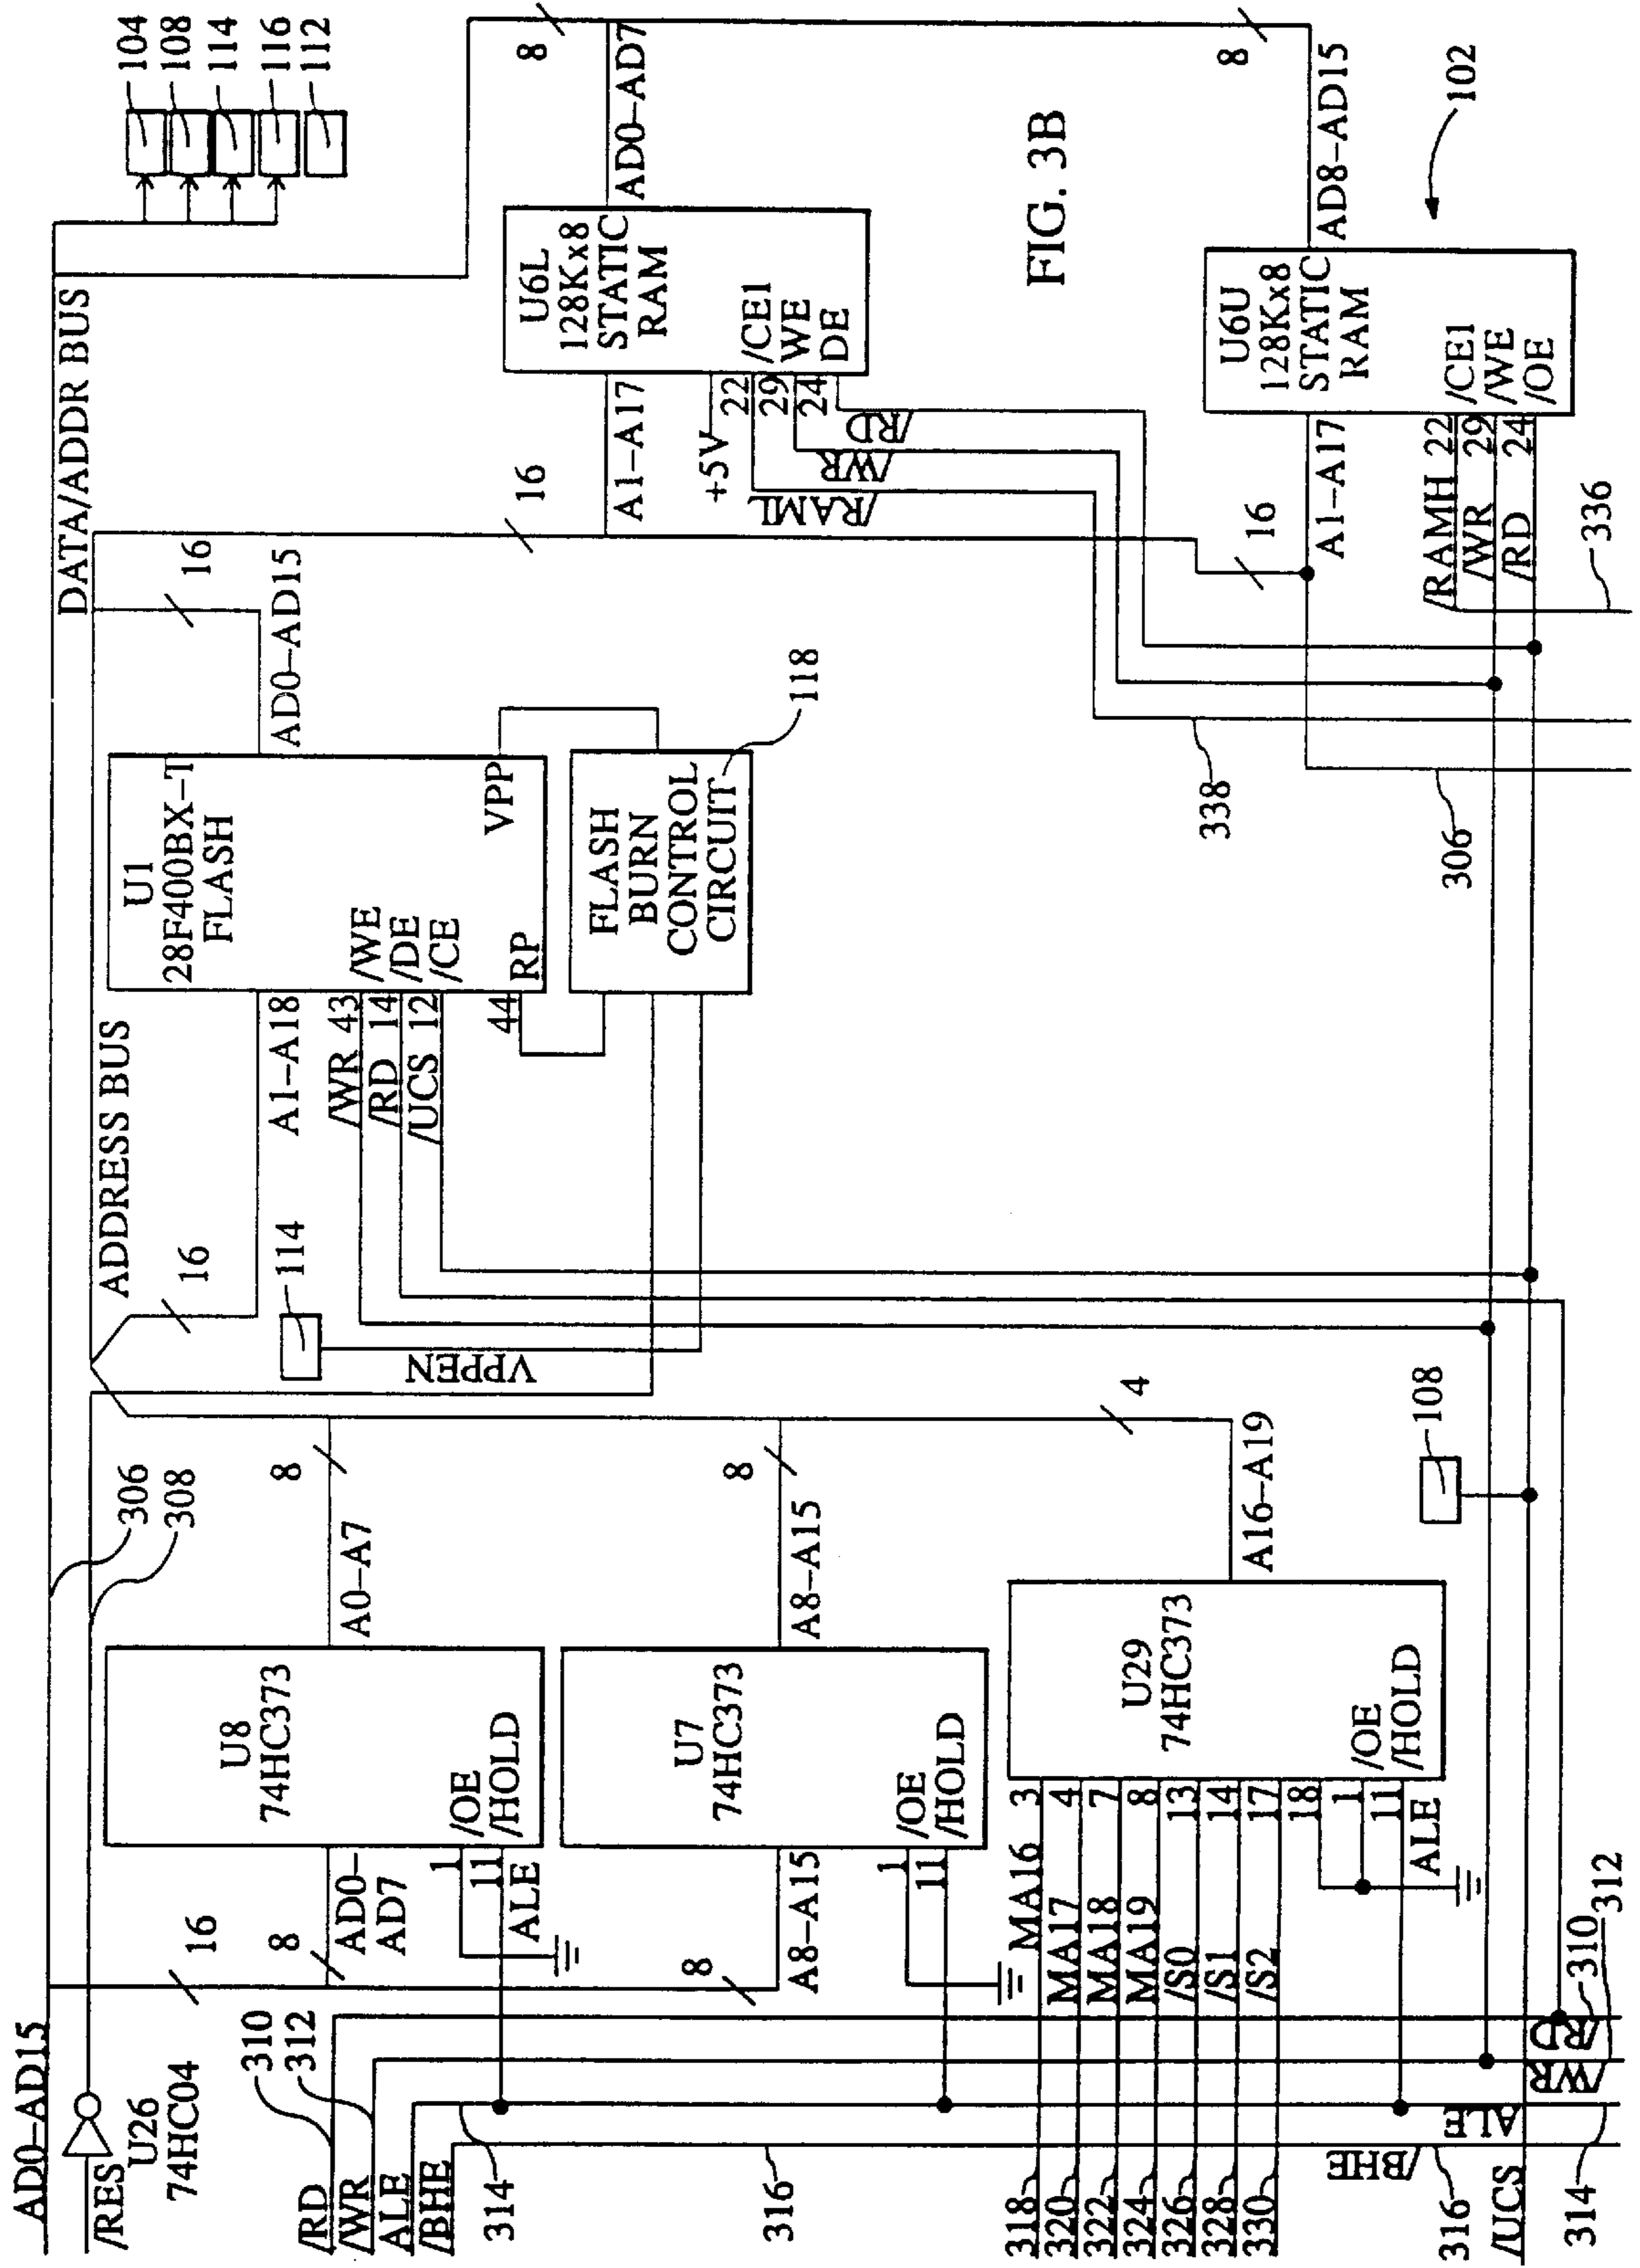 AD0–AD15
/RES
U26
74HC04
306
308
DATA/ADDR BUS
ADDRESS BUS
104
108
114
116
112
16
8
AD0–
AD7
U8
74HC373
/OE
/HOLD
1
11
ALE
A0–A7
8
8
A8–A15
U7
74HC373
/OE
/HOLD
1
11
A8–A15
8
/RD
/WR
ALE
/BHE
310
312
314
316
318
320
322
324
326
328
330
MA16 3
MA17 4
MA18 7
MA19 8
/S0 13
/S1 14
/S2 17
18
1
11
ALE
U29
74HC373
/OE
/HOLD
A16–A19
4
/BHE
ALE
/WR
/RD
310
312
316
/UCS
314
108
114
VPPEN
16
A1–A18
/WR 43
/RD 14
/UCS 12
44
U1
28F400BX–T
FLASH
/WE
/DE
/CE
RP
VPP
AD0–AD15
16
FLASH
BURN
CONTROL
CIRCUIT
118
16
A1–A17
+5V
22
29
24
/RAML
/WR
/RD
U6L
128Kx8
STATIC
RAM
/CE1
WE
DE
AD0–AD7
8
8
FIG. 3B
16
A1–A17
/RAMH 22
/WR 29
/RD 24
U6U
128Kx8
STATIC
RAM
/CE1
/WE
/OE
AD8–AD15
102
338
306
336